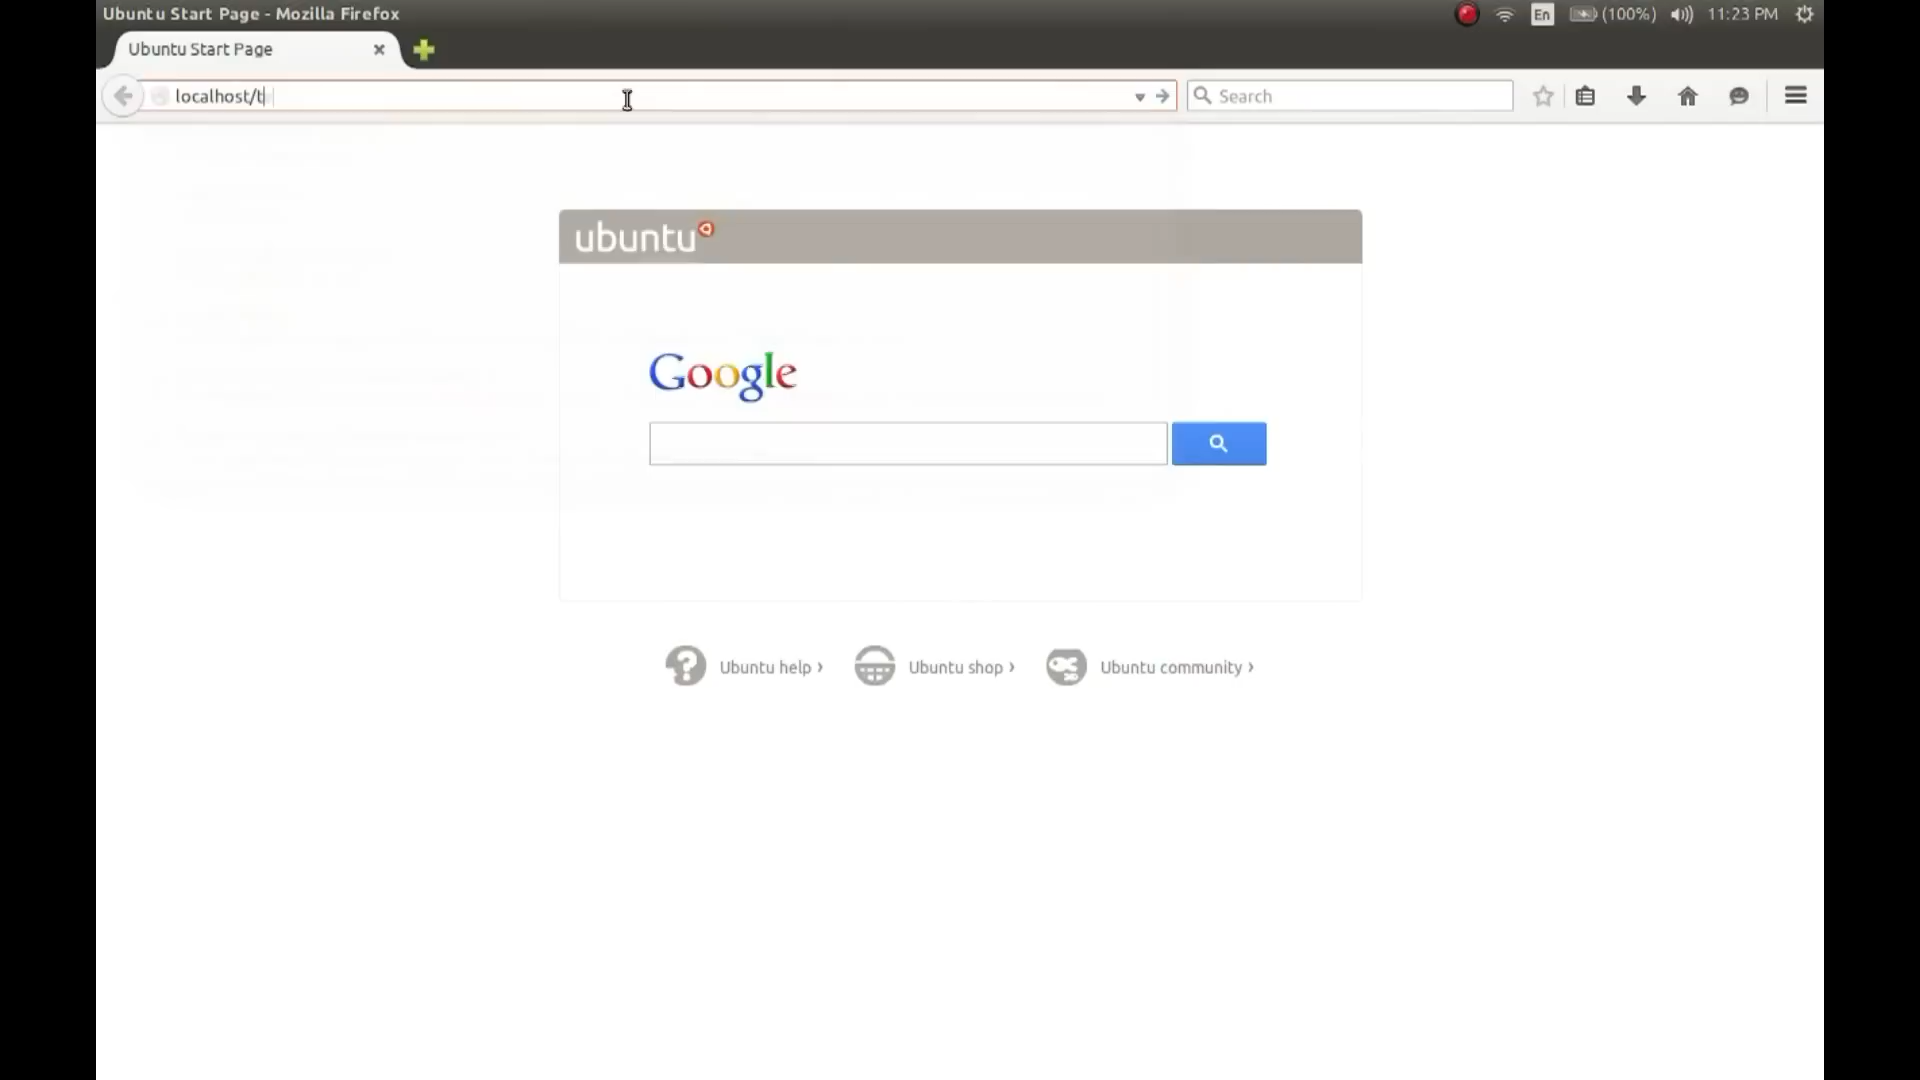 Ubuntu Start Page - Mozilla Firefox
En
(100%)
11:23 PM
Ubuntu Start Page
localhost/t
Search
ubuntu
Google
Ubuntu help ›
Ubuntu shop ›
Ubuntu community ›